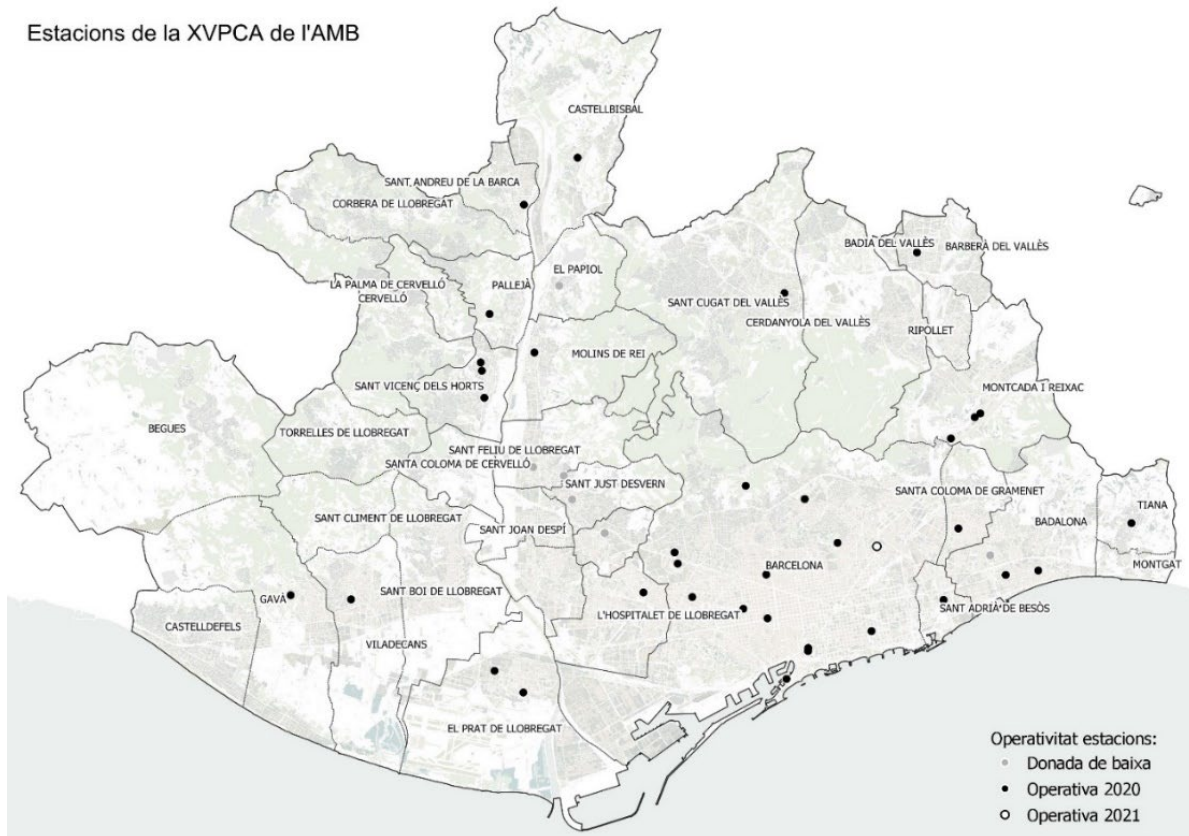 Estacions de la XVPCA de l'AMB
CASTELLBISBAL
SANT ANDREU DE LA BARCA
CORBERA DE LLOBREGAT
BADIA DEL VALLÈS
BARBERÀ DEL VALLÈS
EL PAPIOL
LA PALMA DE CERVELLÓ
PALLEJÀ
CERVELLÓ
SANT CUGAT DEL VALLÈS
CERDANYOLA DEL VALLÈS
RIPOLLET
MOLINS DE REI
SANT VICENÇ DELS HORTS
MONTCADA I REIXAC
BEGUES
TORRELLES DE LLOBREGAT
SANT FELIU DE LLOBREGAT
SANTA COLOMA DE CERVELLÓ
SANT JUST DESVERN
SANTA COLOMA DE GRAMENET
TIANA
SANT CLIMENT DE LLOBREGAT
BADALONA
SANT JOAN DESPÍ
BARCELONA
MONTGAT
SANT BOI DE LLOBREGAT
GAVÀ
L'HOSPITALET DE LLOBREGAT
SANT ADRIÀ DE BESÒS
CASTELLDEFELS
VILADECANS
EL PRAT DE LLOBREGAT
Operativitat estacions:
Donada de baixa
Operativa 2020
Operativa 2021